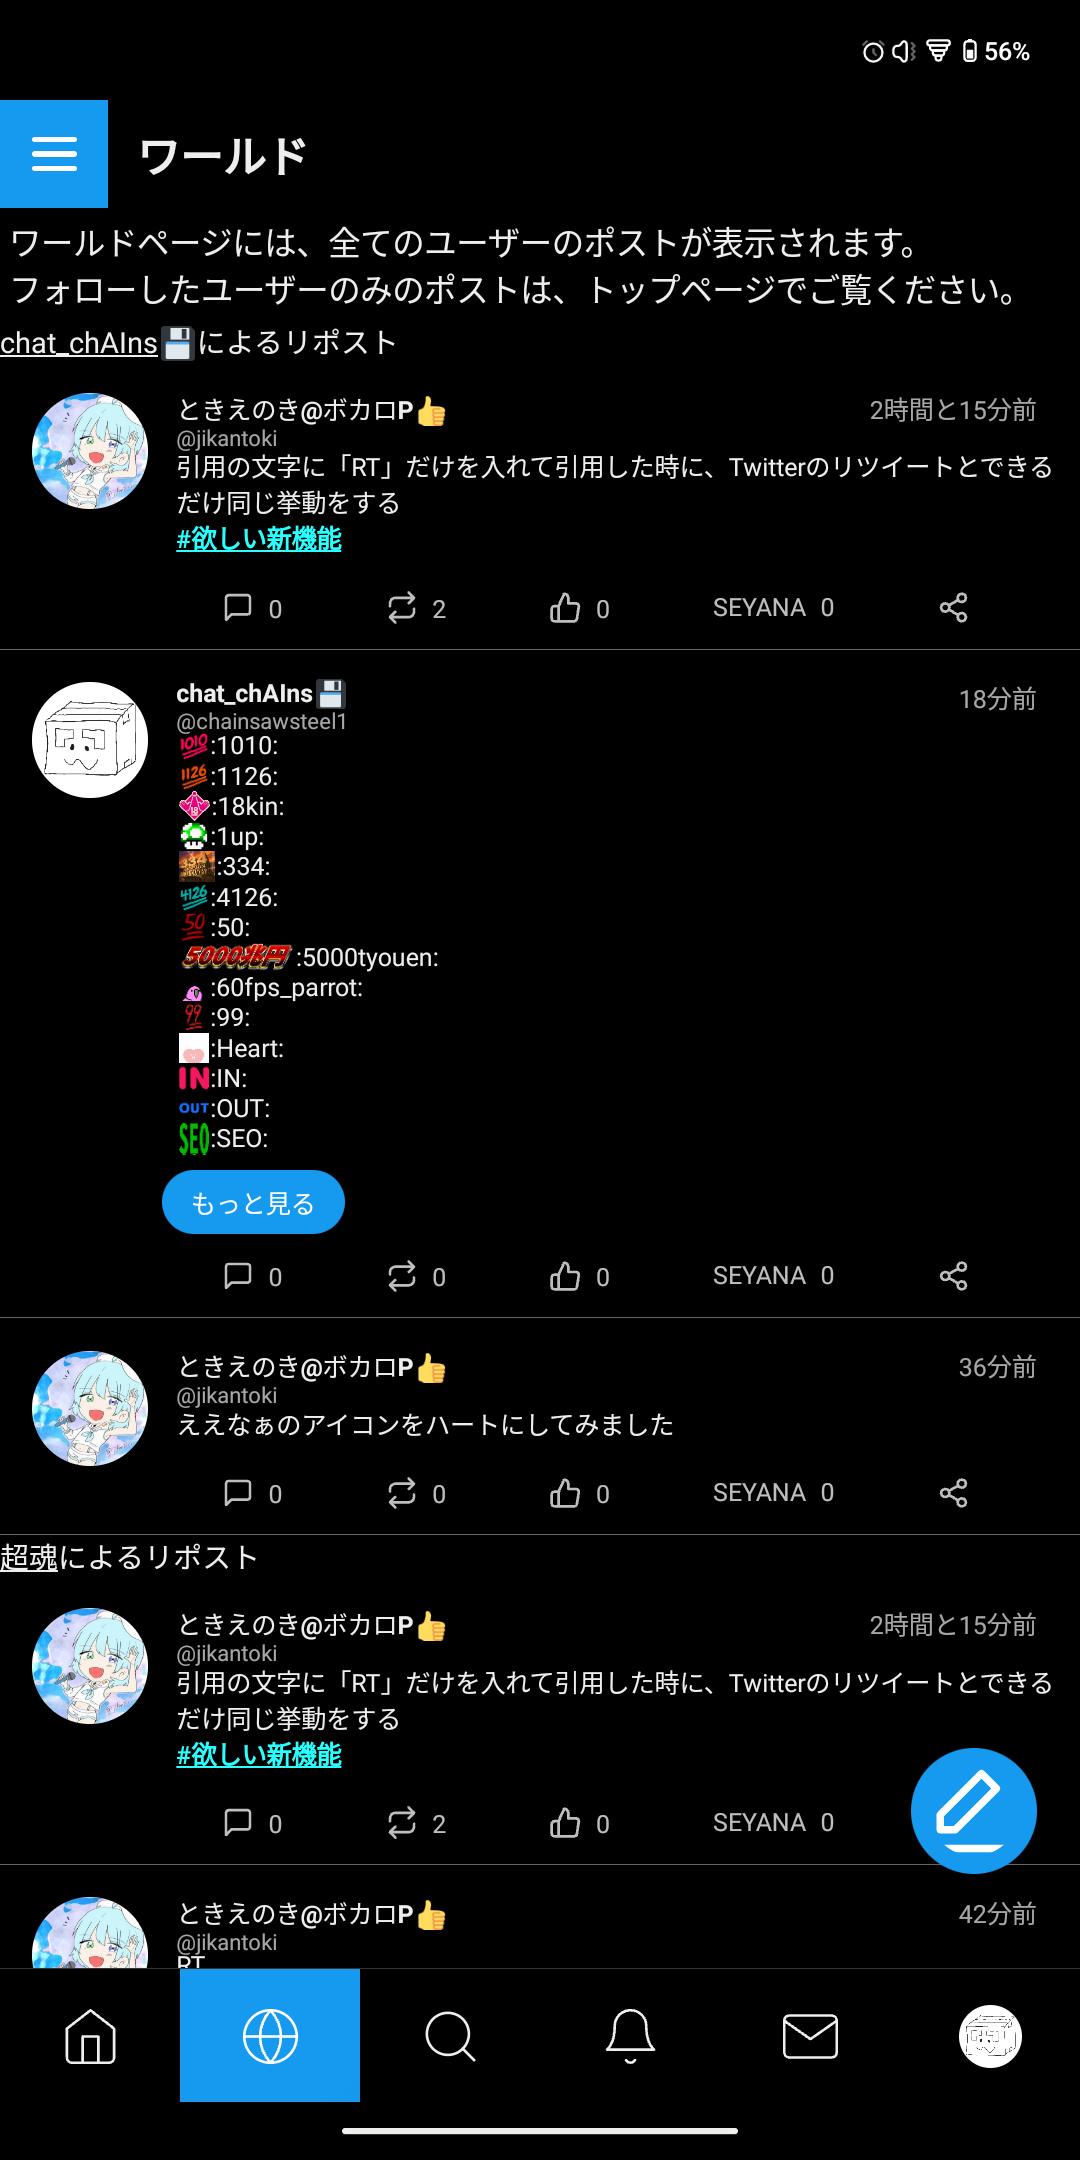 56%
ワールド
ワールドページには、全てのユーザーのポストが表示されます。
フォローしたユーザーのみのポストは、トップページでご覧ください。
chat_chAIns💾によるリポスト
ときえのき@ボカロP👍 2時間と15分前
@jikantoki
引用の文字に「RT」だけを入れて引用した時に、Twitterのリツイートとできる
だけ同じ挙動をする
#欲しい新機能
0 2 0 SEYANA 0
chat_chAIns💾 18分前
@chainsawsteel1
1010 :1010:
1126 :1126:
18 :18kin:
:1up:
334 :334:
4126 :4126:
50 :50:
5000兆円 :5000tyouen:
:60fps_parrot:
99 :99:
:Heart:
IN :IN:
OUT :OUT:
SEO :SEO:
もっと見る
0 0 0 SEYANA 0
ときえのき@ボカロP👍 36分前
@jikantoki
ええなぁのアイコンをハートにしてみました
0 0 0 SEYANA 0
超魂によるリポスト
ときえのき@ボカロP👍 2時間と15分前
@jikantoki
引用の文字に「RT」だけを入れて引用した時に、Twitterのリツイートとできる
だけ同じ挙動をする
#欲しい新機能
0 2 0 SEYANA 0
ときえのき@ボカロP👍 42分前
@jikantoki
RT